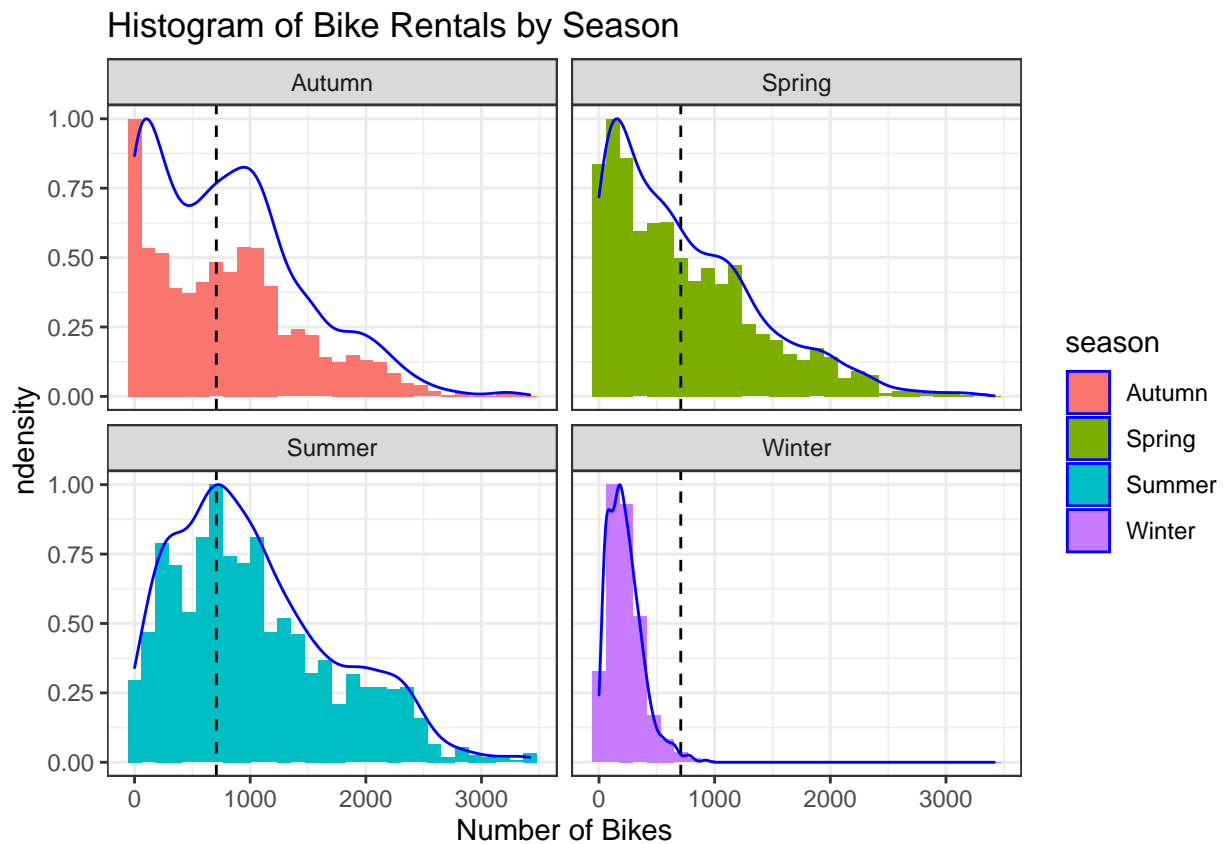 Histogram of Bike Rentals by Season
Autumn
Spring
1.00
0.75
0.50
0.25
0.00
Summer
Winter
1.00
0.75
0.50
0.25
0.00
ndensity
0 1000 2000 3000
0 1000 2000 3000
Number of Bikes
season
Autumn
Spring
Summer
Winter